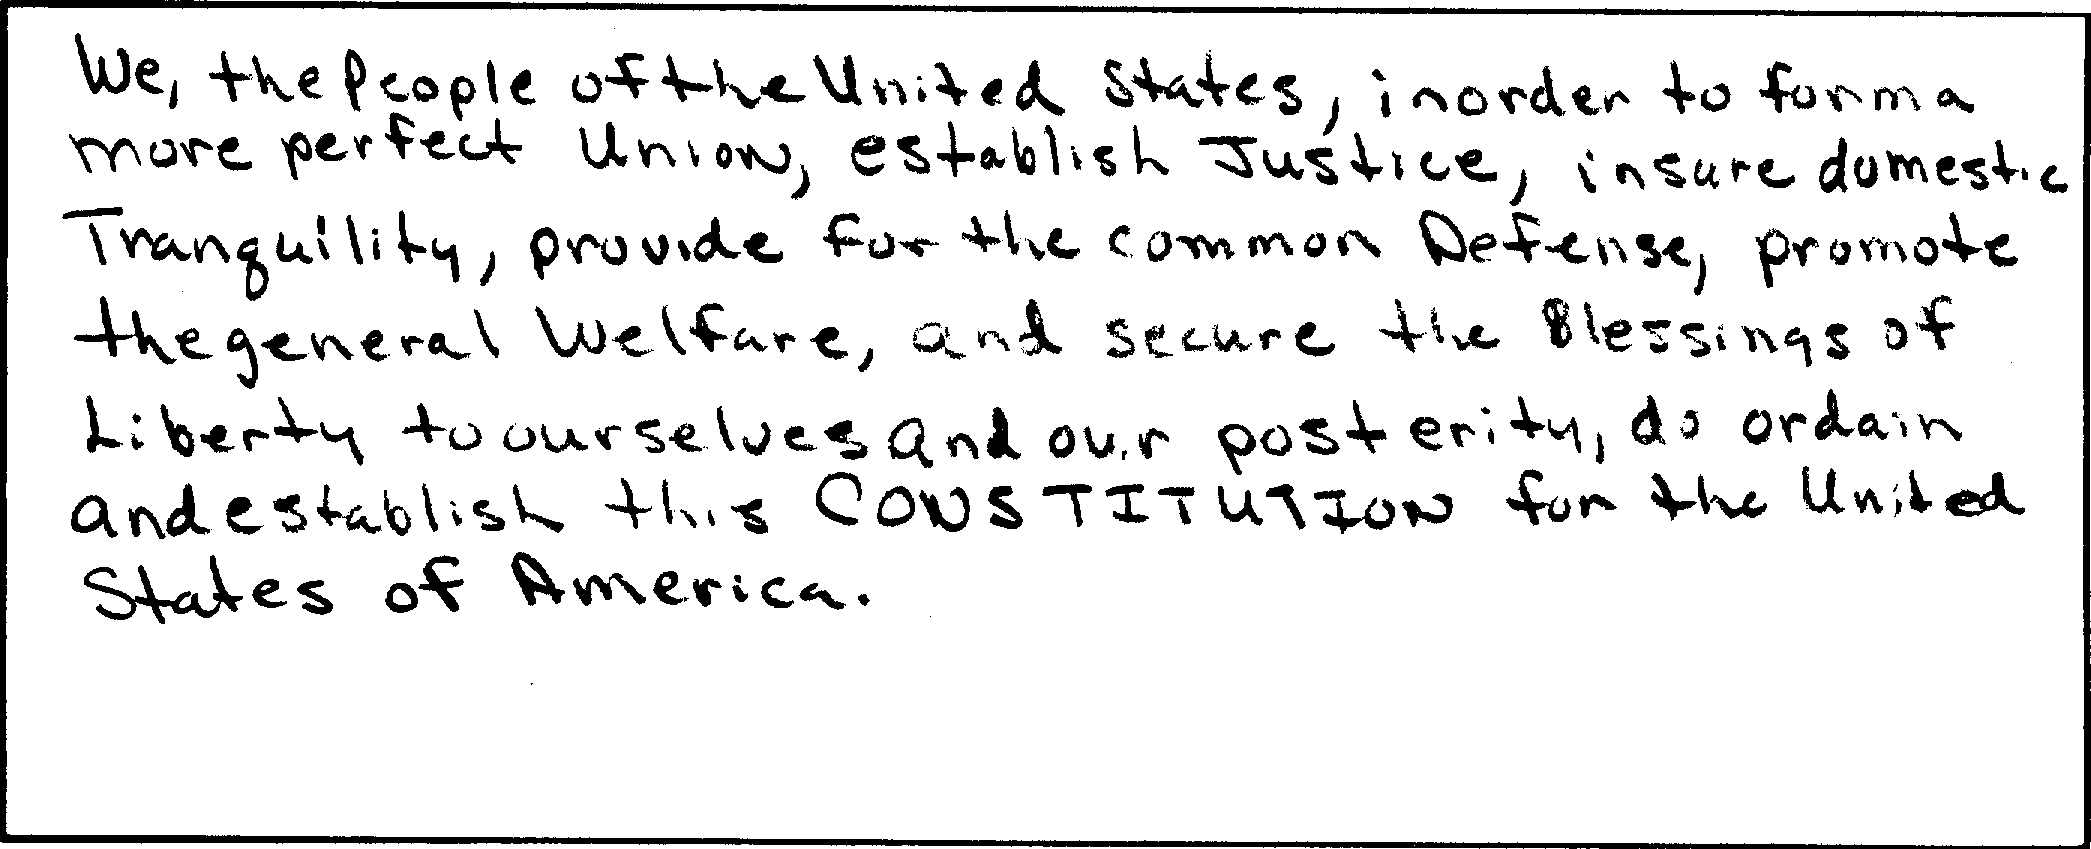 We, the People of the United States, in order to form a
more perfect Union, establish Justice, insure domestic
Tranquility, provide for the common Defense, promote
the general Welfare, and secure the Blessings of
Liberty to ourselves and our posterity, do ordain
and establish this CONSTITUTION for the United
States of America.